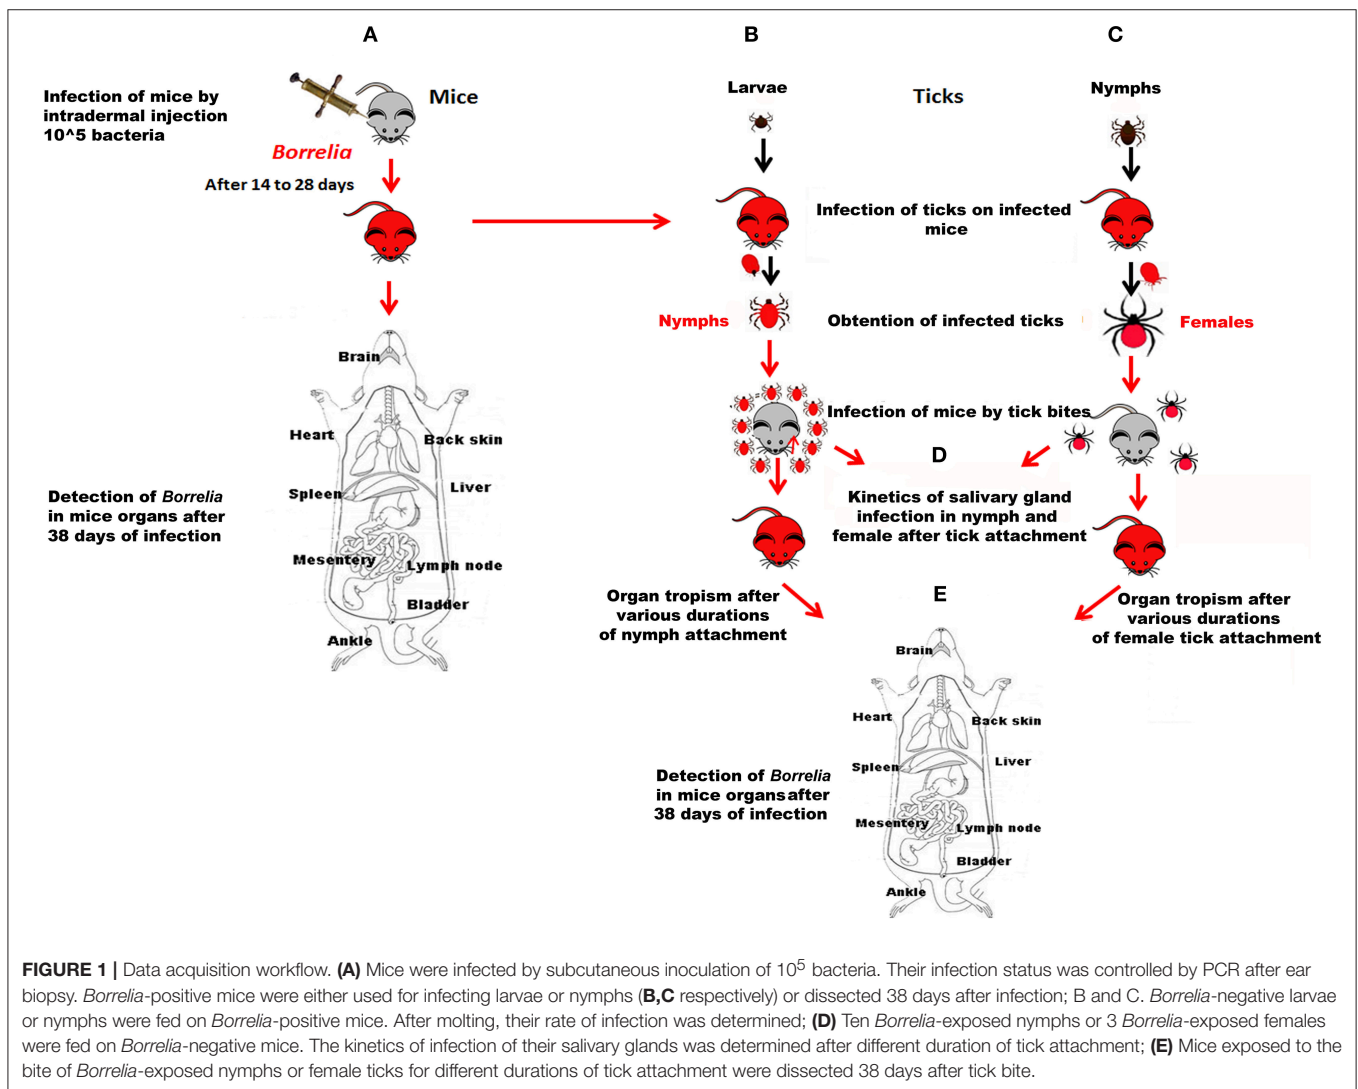 A
B
C
Infection of mice by
intradermal injection
10^5 bacteria
Mice
Borrelia
After 14 to 28 days
Larvae
Ticks
Nymphs
Infection of ticks on infected
mice
Nymphs
Obtention of infected ticks
Females
Infection of mice by tick bites
D
Kinetics of salivary gland
infection in nymph and
female after tick attachment
Brain
Heart
Back skin
Spleen
Liver
Mesentery
Lymph node
Bladder
Ankle
Detection of Borrelia
in mice organs after
38 days of infection
Organ tropism after
various durations
of nymph attachment
E
Organ tropism after
various durations
of female tick attachment
Brain
Heart
Back skin
Spleen
Liver
Mesentery
Lymph node
Bladder
Ankle
Detection of Borrelia
in mice organs after
38 days of infection
FIGURE 1 | Data acquisition workflow. (A) Mice were infected by subcutaneous inoculation of 10⁵ bacteria. Their infection status was controlled by PCR after ear
biopsy. Borrelia-positive mice were either used for infecting larvae or nymphs (B,C respectively) or dissected 38 days after infection; B and C. Borrelia-negative larvae
or nymphs were fed on Borrelia-positive mice. After molting, their rate of infection was determined; (D) Ten Borrelia-exposed nymphs or 3 Borrelia-exposed females
were fed on Borrelia-negative mice. The kinetics of infection of their salivary glands was determined after different duration of tick attachment; (E) Mice exposed to the
bite of Borrelia-exposed nymphs or female ticks for different durations of tick attachment were dissected 38 days after tick bite.